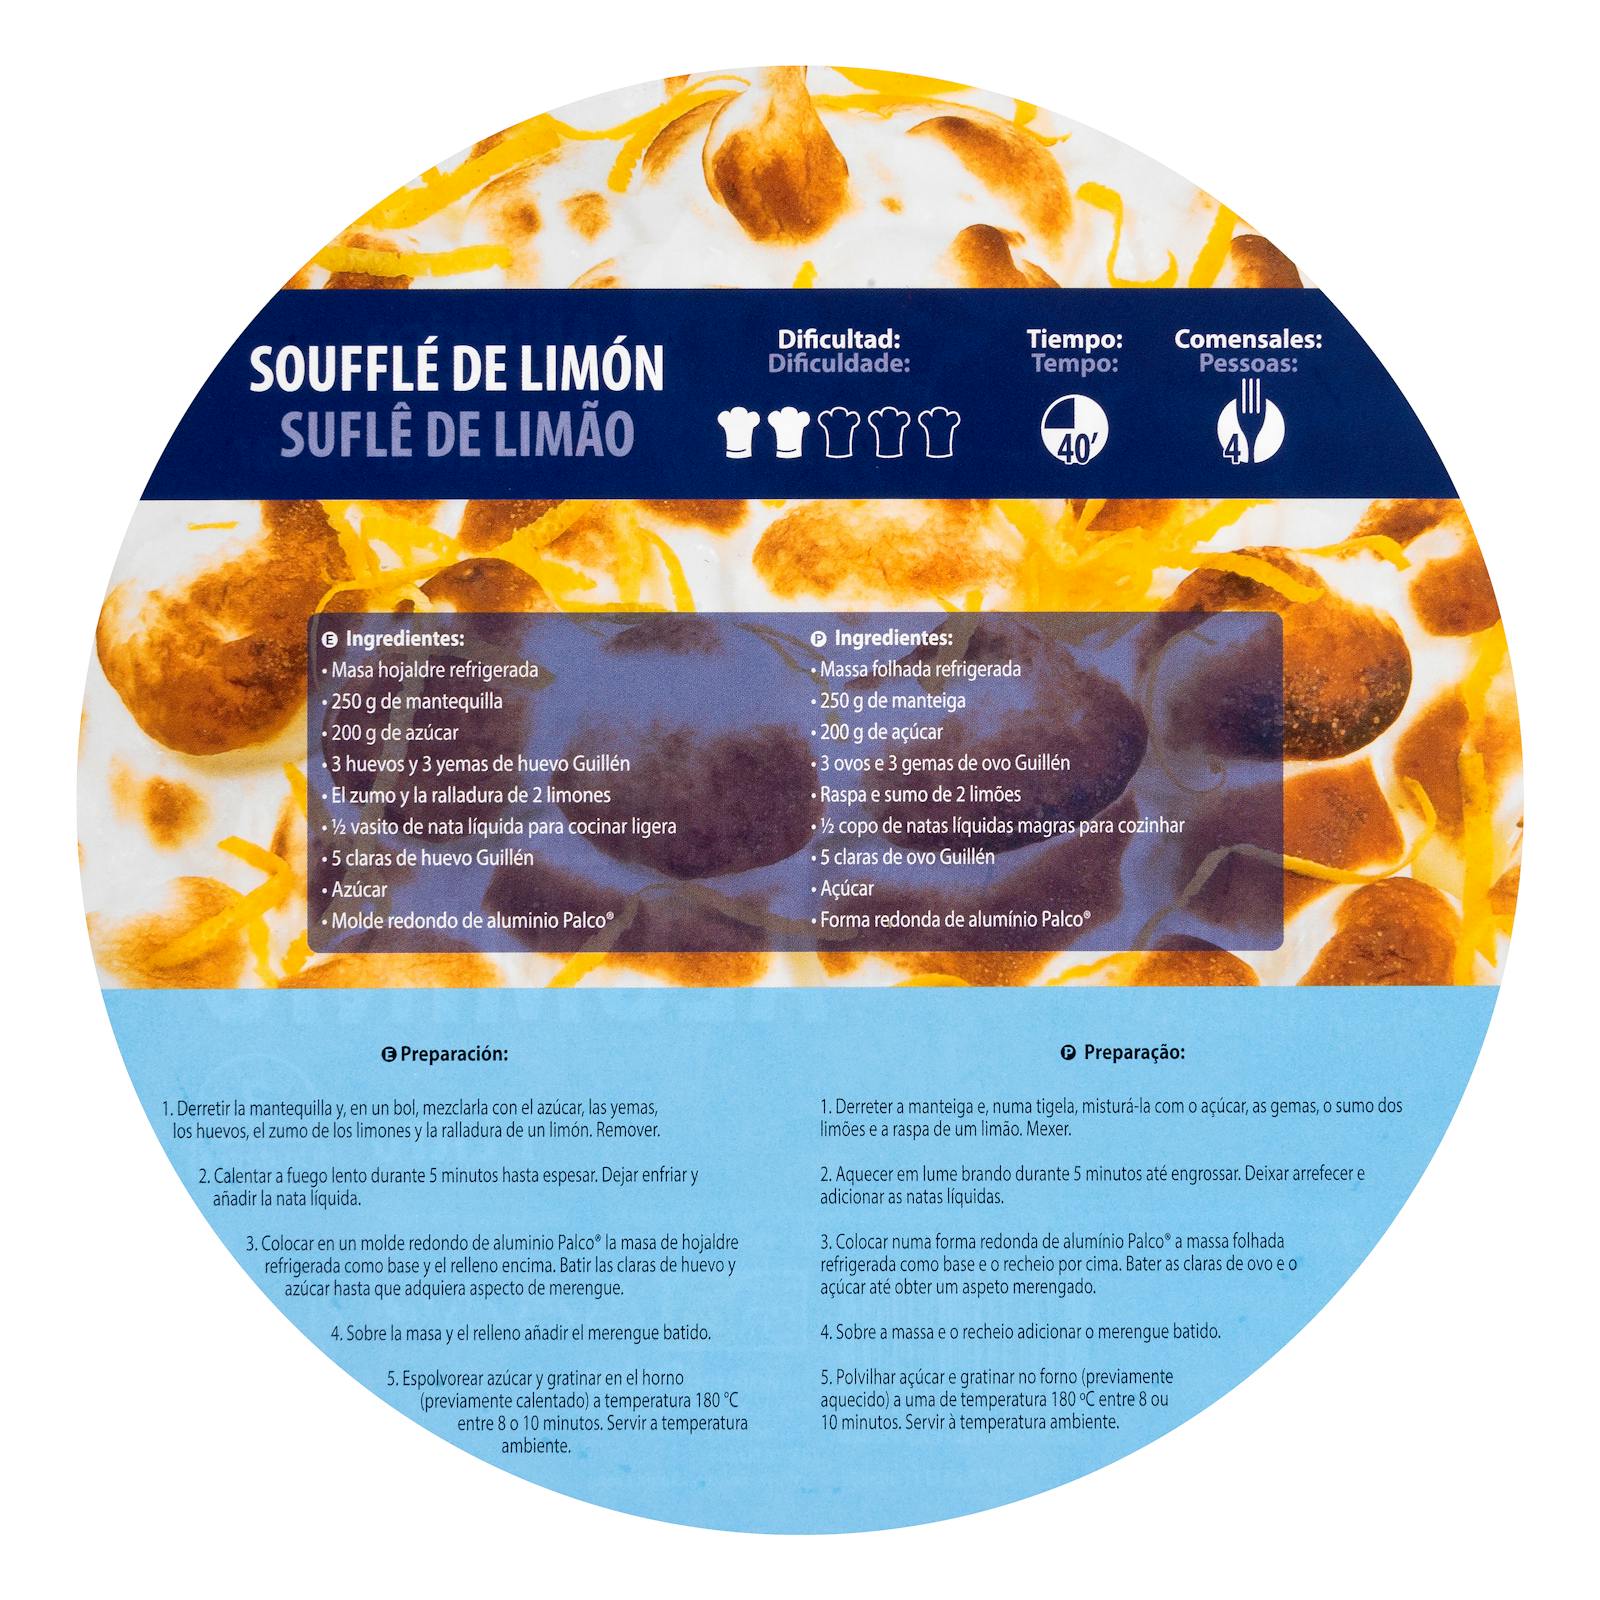 SOUFFLÉ DE LIMÓN
SUFLÊ DE LIMÃO
Dificultad:
Dificuldade:
Tiempo:
Tempo:
40'
Comensales:
Pessoas:
4
E Ingredientes:
• Masa hojaldre refrigerada
• 250 g de mantequilla
• 200 g de azúcar
• 3 huevos y 3 yemas de huevo Guillén
• El zumo y la ralladura de 2 limones
• ½ vasito de nata líquida para cocinar ligera
• 5 claras de huevo Guillén
• Azúcar
• Molde redondo de aluminio Palco®
P Ingredientes:
• Massa folhada refrigerada
• 250 g de manteiga
• 200 g de açúcar
• 3 ovos e 3 gemas de ovo Guillén
• Raspa e sumo de 2 limões
• ½ copo de natas líquidas magras para cozinhar
• 5 claras de ovo Guillén
• Açúcar
• Forma redonda de alumínio Palco®
E Preparación:
1. Derretir la mantequilla y, en un bol, mezclarla con el azúcar, las yemas,
los huevos, el zumo de los limones y la ralladura de un limón. Remover.
2. Calentar a fuego lento durante 5 minutos hasta espesar. Dejar enfriar y
añadir la nata líquida.
3. Colocar en un molde redondo de aluminio Palco® la masa de hojaldre
refrigerada como base y el relleno encima. Batir las claras de huevo y
azúcar hasta que adquiera aspecto de merengue.
4. Sobre la masa y el relleno añadir el merengue batido.
5. Espolvorear azúcar y gratinar en el horno
(previamente calentado) a temperatura 180 °C
entre 8 o 10 minutos. Servir a temperatura
ambiente.
P Preparação:
1. Derreter a manteiga e, numa tigela, misturá-la com o açúcar, as gemas, o sumo dos
limões e a raspa de um limão. Mexer.
2. Aquecer em lume brando durante 5 minutos até engrossar. Deixar arrefecer e
adicionar as natas líquidas.
3. Colocar numa forma redonda de alumínio Palco® a massa folhada
refrigerada como base e o recheio por cima. Bater as claras de ovo e o
açúcar até obter um aspeto merengado.
4. Sobre a massa e o recheio adicionar o merengue batido.
5. Polvilhar açúcar e gratinar no forno (previamente
aquecido) a uma de temperatura 180 ºC entre 8 ou
10 minutos. Servir à temperatura ambiente.